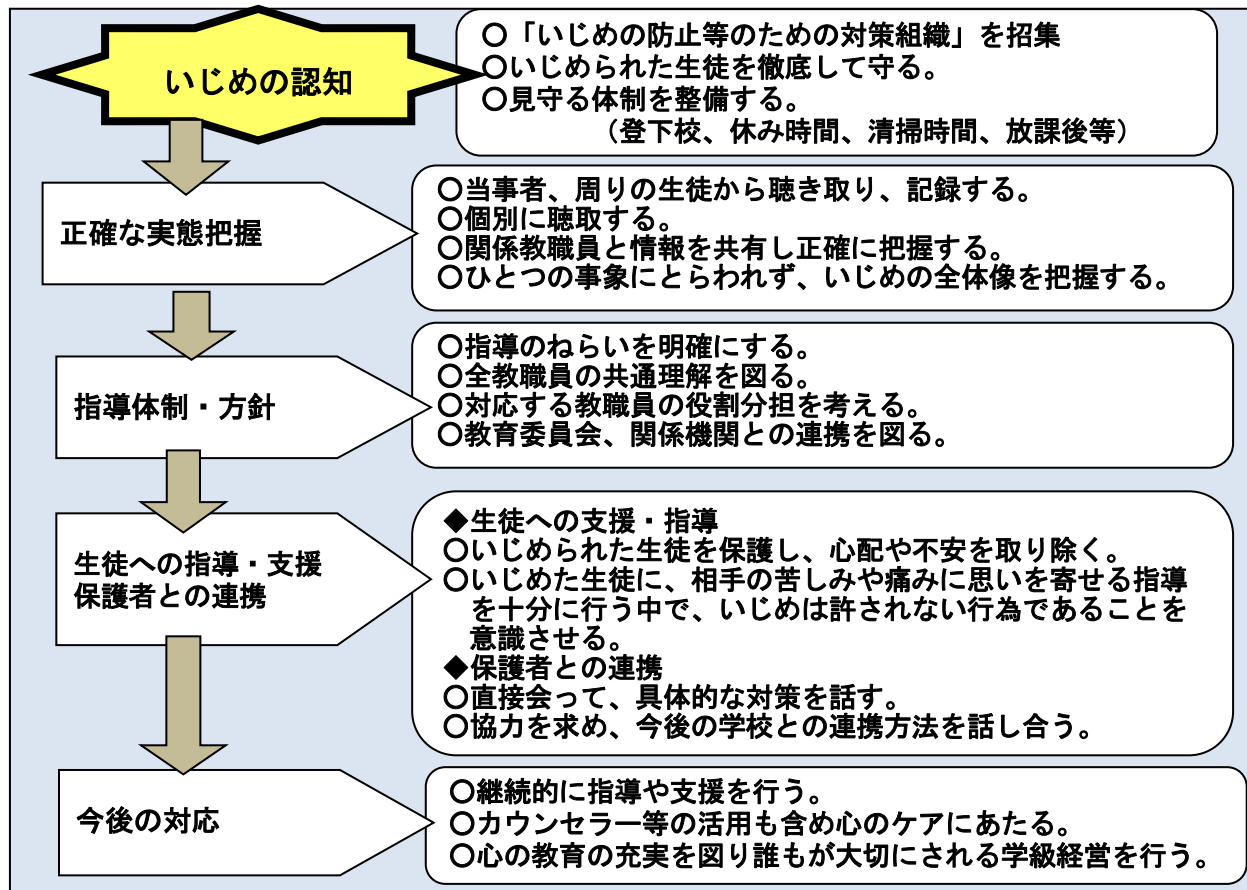 いじめの認知
〇「いじめの防止等のための対策組織」を招集
〇いじめられた生徒を徹底して守る。
〇見守る体制を整備する。
（登下校、休み時間、清掃時間、放課後等）
正確な実態把握
〇当事者、周りの生徒から聴き取り、記録する。
〇個別に聴取する。
〇関係教職員と情報を共有し正確に把握する。
〇ひとつの事象にとらわれず、いじめの全体像を把握する。
指導体制・方針
〇指導のねらいを明確にする。
〇全教職員の共通理解を図る。
〇対応する教職員の役割分担を考える。
〇教育委員会、関係機関との連携を図る。
生徒への指導・支援
保護者との連携
◆生徒への支援・指導
〇いじめられた生徒を保護し、心配や不安を取り除く。
〇いじめた生徒に、相手の苦しみや痛みに思いを寄せる指導
を十分に行う中で、いじめは許されない行為であることを
意識させる。
◆保護者との連携
〇直接会って、具体的な対策を話す。
〇協力を求め、今後の学校との連携方法を話し合う。
今後の対応
〇継続的に指導や支援を行う。
〇カウンセラー等の活用も含め心のケアにあたる。
〇心の教育の充実を図り誰もが大切にされる学級経営を行う。